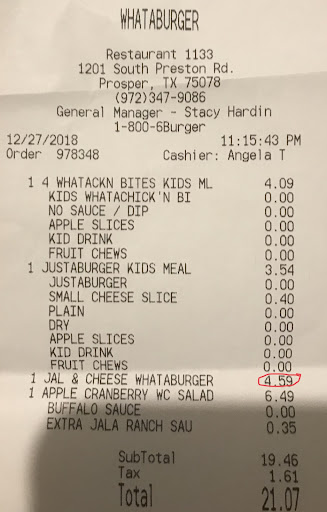 WHATABURGER
Restaurant 1133
1201 South Preston Rd.
Prosper, TX 75078
(972)347-9086
General Manager - Stacy Hardin
1-800-6Burger
12/27/2018 11:15:43 PM
Order 978348 Cashier: Angela T
1 4 WHATACKN BITES KIDS ML 4.09
KIDS WHATACHICK'N BI 0.00
NO SAUCE / DIP 0.00
APPLE SLICES 0.00
KID DRINK 0.00
FRUIT CHEWS 0.00
1 JUSTABURGER KIDS MEAL 3.54
JUSTABURGER 0.00
SMALL CHEESE SLICE 0.40
PLAIN 0.00
DRY 0.00
APPLE SLICES 0.00
KID DRINK 0.00
FRUIT CHEWS 0.00
1 JAL & CHEESE WHATABURGER 4.59
1 APPLE CRANBERRY WC SALAD 6.49
BUFFALO SAUCE 0.00
EXTRA JALA RANCH SAU 0.35
SubTotal 19.46
Tax 1.61
Total 21.07